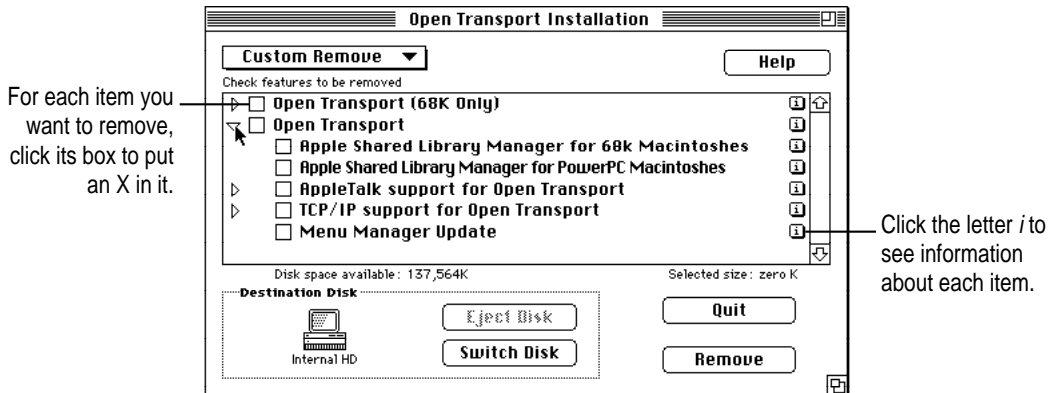 Open Transport Installation
Custom Remove
Help
Check features to be removed
For each item you
want to remove,
click its box to put
an X in it.
Open Transport (68K Only)
Open Transport
Apple Shared Library Manager for 68k Macintoshes
Apple Shared Library Manager for PowerPC Macintoshes
AppleTalk support for Open Transport
TCP/IP support for Open Transport
Menu Manager Update
Click the letter i to
see information
about each item.
Disk space available: 137,564K
Selected size: zero K
Destination Disk
Internal HD
Eject Disk
Switch Disk
Quit
Remove